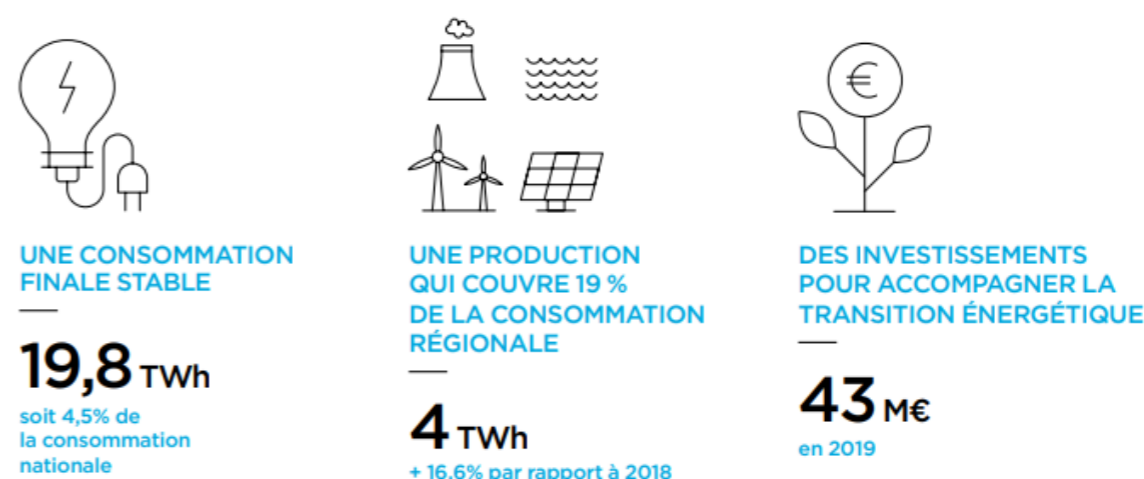 UNE CONSOMMATION
FINALE STABLE
19,8 TWh
soit 4,5% de
la consommation
nationale
UNE PRODUCTION
QUI COUVRE 19 %
DE LA CONSOMMATION
RÉGIONALE
4 TWh
+ 16.6% par rapport à 2018
€
DES INVESTISSEMENTS
POUR ACCOMPAGNER LA
TRANSITION ÉNERGÉTIQUE
43 M€
en 2019